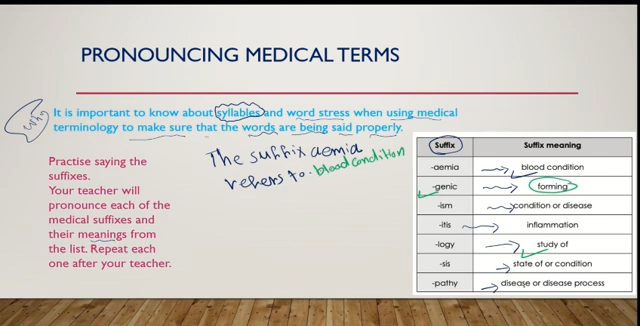 PRONOUNCING MEDICAL TERMS
Why
It is important to know about syllables and word stress when using medical
terminology to make sure that the words are being said properly.
The suffix aemia
refers to. blood condition
Practise saying the
suffixes.
Your teacher will
pronounce each of the
medical suffixes and
their meanings from
the list. Repeat each
one after your teacher.
Suffix Suffix meaning
-aemia blood condition
-genic forming
-ism condition or disease
-itis inflammation
-logy study of
-sis state of or condition
-pathy disease or disease process